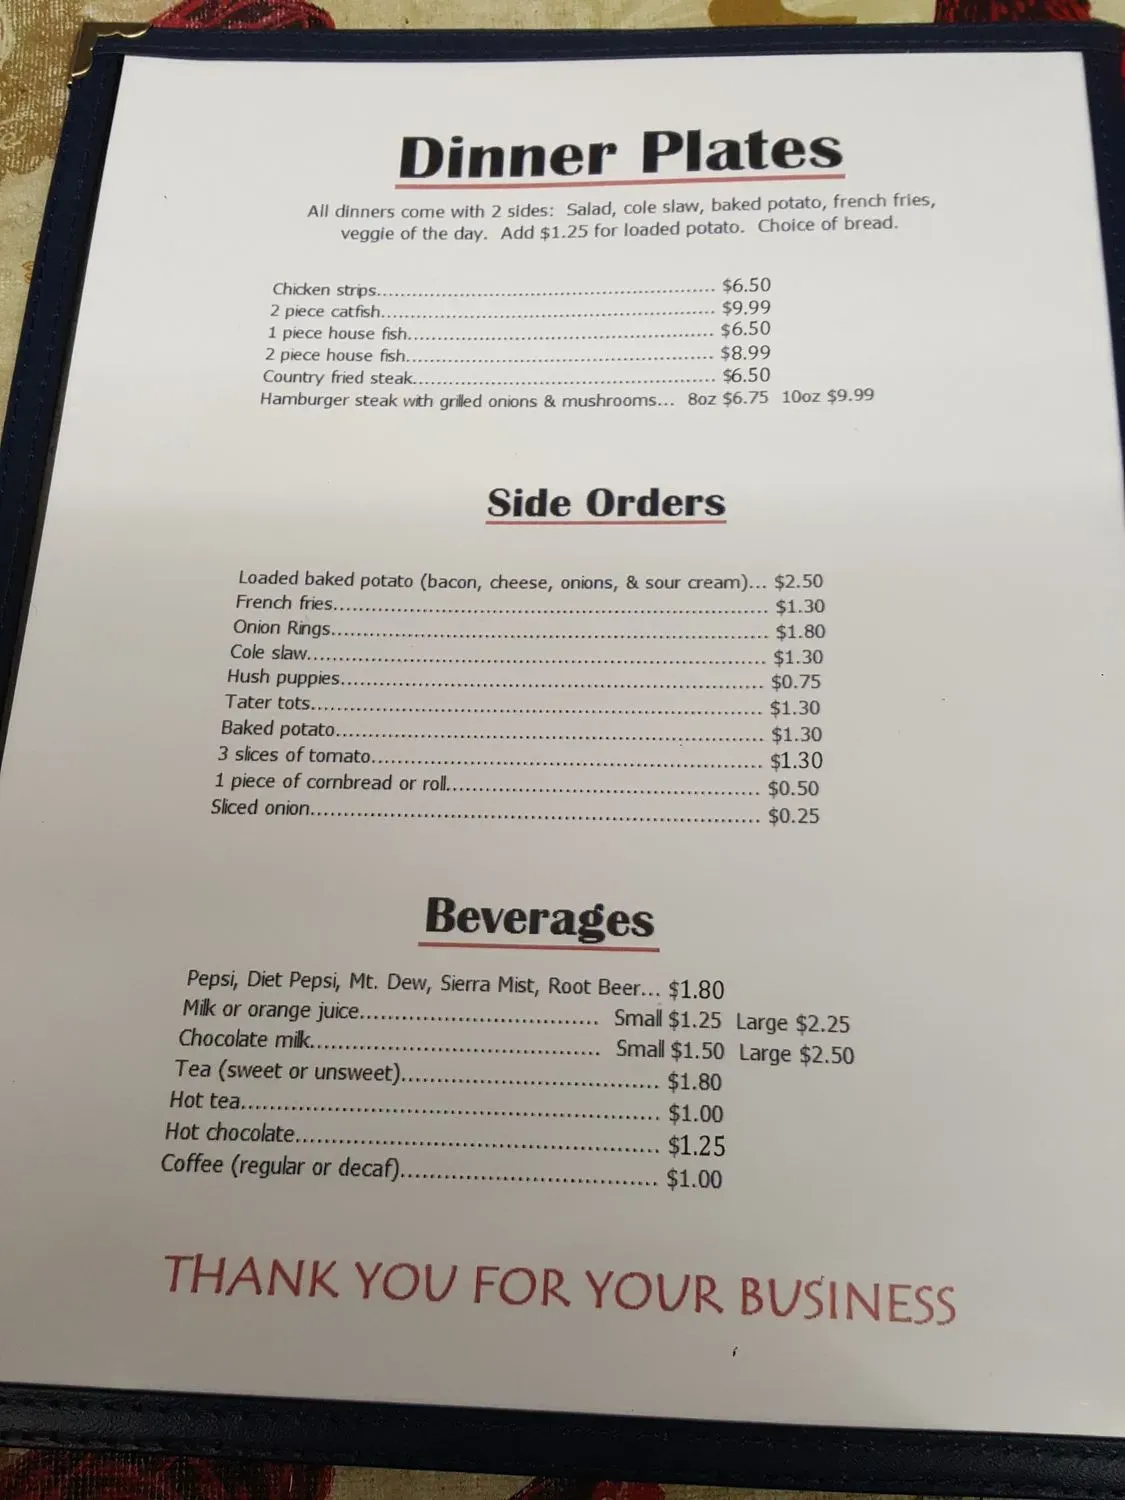 Dinner Plates
All dinners come with 2 sides: Salad, cole slaw, baked potato, french fries,
veggie of the day. Add $1.25 for loaded potato. Choice of bread.
Chicken strips.................................................. $6.50
2 piece catfish.................................................. $9.99
1 piece house fish.............................................. $6.50
2 piece house fish.............................................. $8.99
Country fried steak............................................. $6.50
Hamburger steak with grilled onions & mushrooms... 8oz $6.75 10oz $9.99
Side Orders
Loaded baked potato (bacon, cheese, onions, & sour cream)... $2.50
French fries..................................................................... $1.30
Onion Rings..................................................................... $1.80
Cole slaw........................................................................ $1.30
Hush puppies.................................................................. $0.75
Tater tots....................................................................... $1.30
Baked potato................................................................... $1.30
3 slices of tomato............................................................ $1.30
1 piece of cornbread or roll................................................ $0.50
Sliced onion..................................................................... $0.25
Beverages
Pepsi, Diet Pepsi, Mt. Dew, Sierra Mist, Root Beer... $1.80
Milk or orange juice................................. Small $1.25 Large $2.25
Chocolate milk........................................ Small $1.50 Large $2.50
Tea (sweet or unsweet).................................... $1.80
Hot tea.......................................................... $1.00
Hot chocolate.................................................. $1.25
Coffee (regular or decaf).................................... $1.00
THANK YOU FOR YOUR BUSINESS